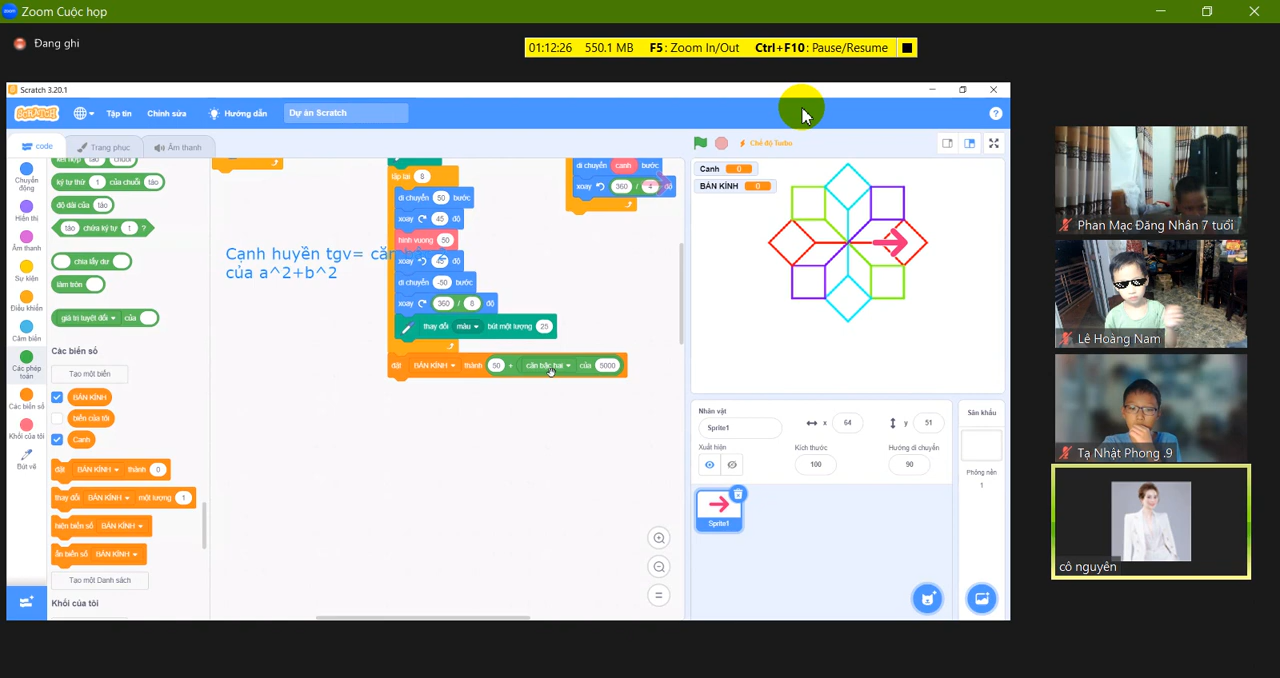 Zoom Cuộc họp
Đang ghi
01:12:26 550.1 MB F5: Zoom In/Out Ctrl+F10: Pause/Resume
Scratch 3.20.1
SCRATCH Tập tin Chỉnh sửa Hướng dẫn Dự án Scratch
code Trang phục Âm thanh
Chế độ Turbo
Chuyển động
Hiển thị
Âm thanh
Sự kiện
Điều khiển
Cảm biến
Các phép toán
Các biến số
Khối của tôi
Bút vẽ
kết hợp táo chuối
ký tự thứ 1 của chuỗi táo
độ dài của táo
táo chứa ký tự 1 ?
chia lấy dư
làm tròn
giá trị tuyệt đối của
Các biến số
Tạo một biến
BÁN KÍNH
biến của tôi
Canh
đặt BÁN KÍNH thành 0
thay đổi BÁN KÍNH một lượng 1
hiện biến số BÁN KÍNH
ẩn biến số BÁN KÍNH
Tạo một Danh sách
Khối của tôi
lặp lại 8
di chuyển 50 bước
xoay 45 độ
hình vuong 50
xoay 45 độ
di chuyển -50 bước
xoay 360 / 8 độ
thay đổi màu bút một lượng 25
đặt BÁN KÍNH thành 50 + căn bậc hai của 5000
Cạnh huyền tgv= căn
của a^2+b^2
di chuyển canh bước
xoay 360 / 4 độ
Canh 0
BÁN KÍNH 0
Nhân vật
Sprite1
x 64
y 51
Xuất hiện
Kích thước
100
Hướng di chuyển
90
Sprite1
Sân khấu
Phông nền
1
Phan Mạc Đăng Nhân 7 tuổi
Lê Hoàng Nam
Tạ Nhật Phong .9
cô nguyên